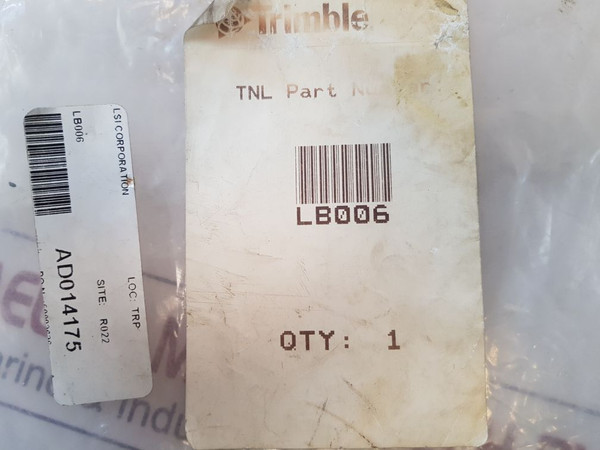 Trimble
TNL Part
LB006
QTY: 1
LSI CORPORATION
LB006
LOC: TRP
SITE: R022
AD014175